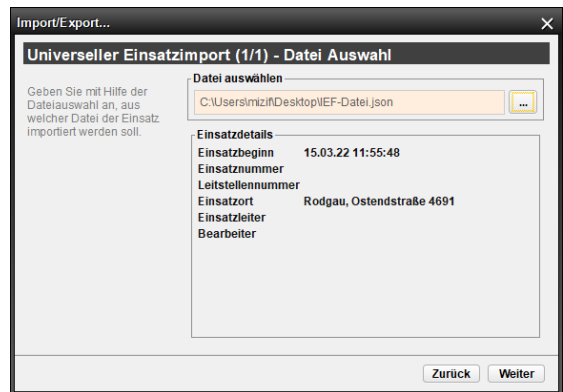 Import/Export...
Universeller Einsatzimport (1/1) - Datei Auswahl
Geben Sie mit Hilfe der
Dateiauswahl an, aus
welcher Datei der Einsatz
importiert werden soll.
Datei auswählen
C:\Users\mizifl\Desktop\IEF-Datei.json
...
Einsatzdetails
Einsatzbeginn 15.03.22 11:55:48
Einsatznummer
Leitstellennummer
Einsatzort Rodgau, Ostendstraße 4691
Einsatzleiter
Bearbeiter
Zurück Weiter